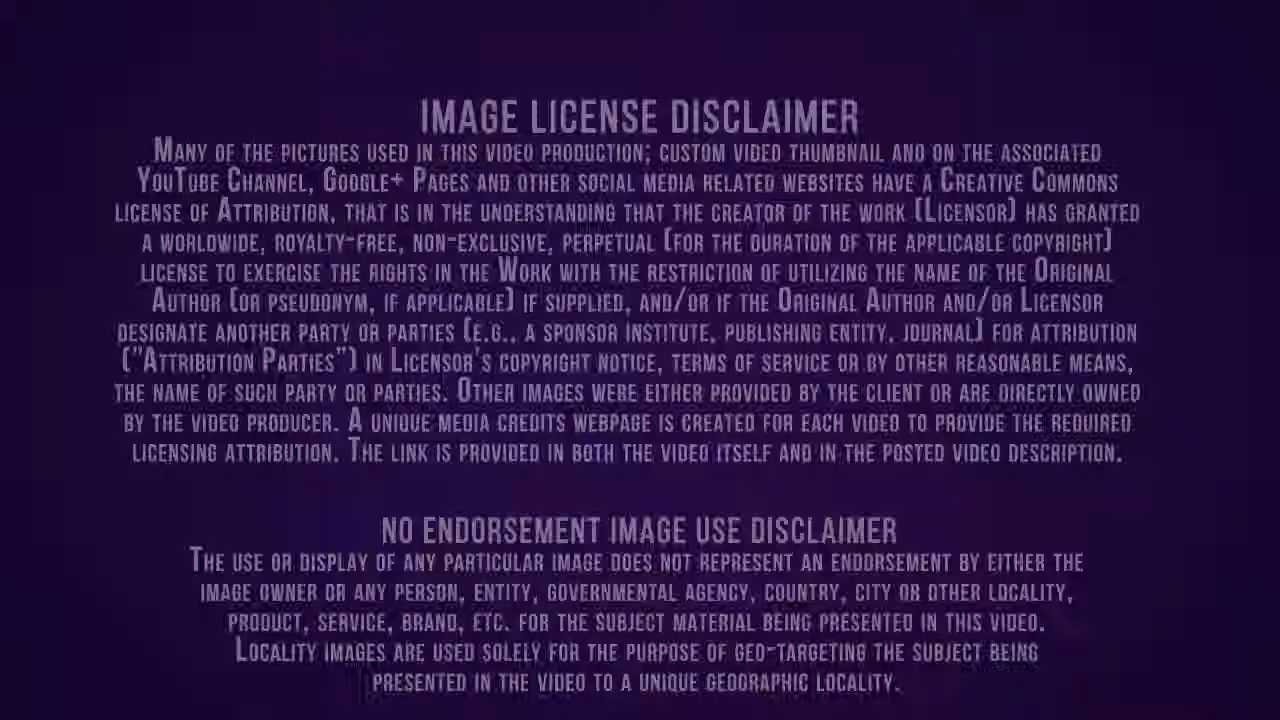 IMAGE LICENSE DISCLAIMER
MANY OF THE PICTURES USED IN THIS VIDEO PRODUCTION; CUSTOM VIDEO THUMBNAIL AND ON THE ASSOCIATED
YOUTUBE CHANNEL, GOOGLE+ PAGES AND OTHER SOCIAL MEDIA RELATED WEBSITES HAVE A CREATIVE COMMONS
LICENSE OF ATTRIBUTION, THAT IS IN THE UNDERSTANDING THAT THE CREATOR OF THE WORK (LICENSOR) HAS GRANTED
A WORLDWIDE, ROYALTY-FREE, NON-EXCLUSIVE, PERPETUAL (FOR THE DURATION OF THE APPLICABLE COPYRIGHT)
LICENSE TO EXERCISE THE RIGHTS IN THE WORK WITH THE RESTRICTION OF UTILIZING THE NAME OF THE ORIGINAL
AUTHOR (OR PSEUDONYM, IF APPLICABLE) IF SUPPLIED, AND/OR IF THE ORIGINAL AUTHOR AND/OR LICENSOR
DESIGNATE ANOTHER PARTY OR PARTIES (E.G., A SPONSOR INSTITUTE, PUBLISHING ENTITY, JOURNAL) FOR ATTRIBUTION
("ATTRIBUTION PARTIES") IN LICENSOR'S COPYRIGHT NOTICE, TERMS OF SERVICE OR BY OTHER REASONABLE MEANS,
THE NAME OF SUCH PARTY OR PARTIES. OTHER IMAGES WERE EITHER PROVIDED BY THE CLIENT OR ARE DIRECTLY OWNED
BY THE VIDEO PRODUCER. A UNIQUE MEDIA CREDITS WEBPAGE IS CREATED FOR EACH VIDEO TO PROVIDE THE REQUIRED
LICENSING ATTRIBUTION. THE LINK IS PROVIDED IN BOTH THE VIDEO ITSELF AND IN THE POSTED VIDEO DESCRIPTION.
NO ENDORSEMENT IMAGE USE DISCLAIMER
THE USE OR DISPLAY OF ANY PARTICULAR IMAGE DOES NOT REPRESENT AN ENDORSEMENT BY EITHER THE
IMAGE OWNER OR ANY PERSON, ENTITY, GOVERNMENTAL AGENCY, COUNTRY, CITY OR OTHER LOCALITY,
PRODUCT, SERVICE, BRAND, ETC. FOR THE SUBJECT MATERIAL BEING PRESENTED IN THIS VIDEO.
LOCALITY IMAGES ARE USED SOLELY FOR THE PURPOSE OF GEO-TARGETING THE SUBJECT BEING
PRESENTED IN THE VIDEO TO A UNIQUE GEOGRAPHIC LOCALITY.